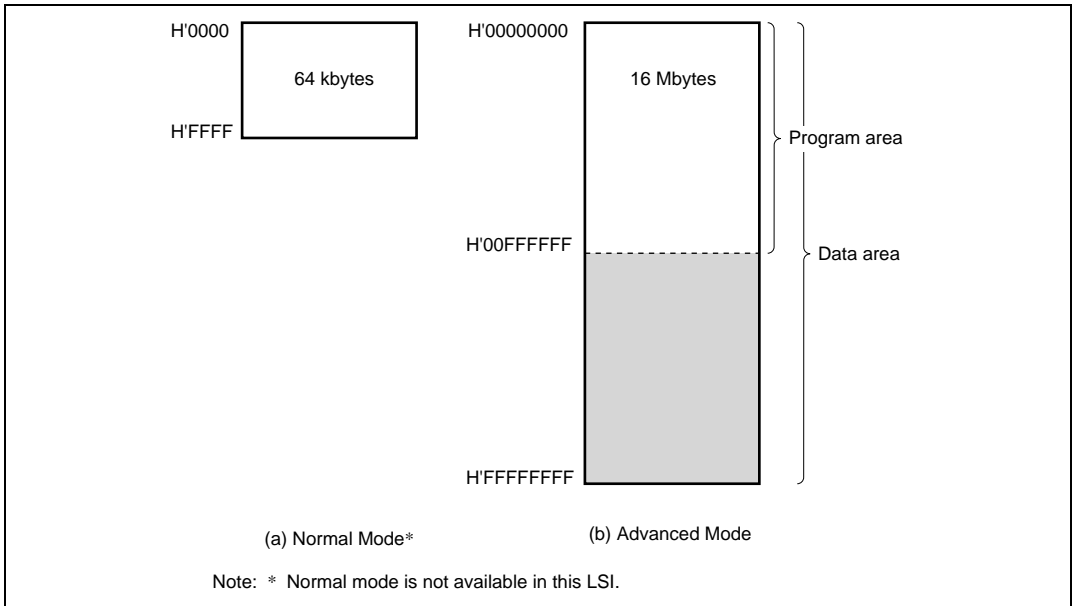 H'0000
64 kbytes
H'FFFF
H'00000000
16 Mbytes
Program area
H'00FFFFFF
Data area
H'FFFFFFFF
(a) Normal Mode*
(b) Advanced Mode
Note: * Normal mode is not available in this LSI.